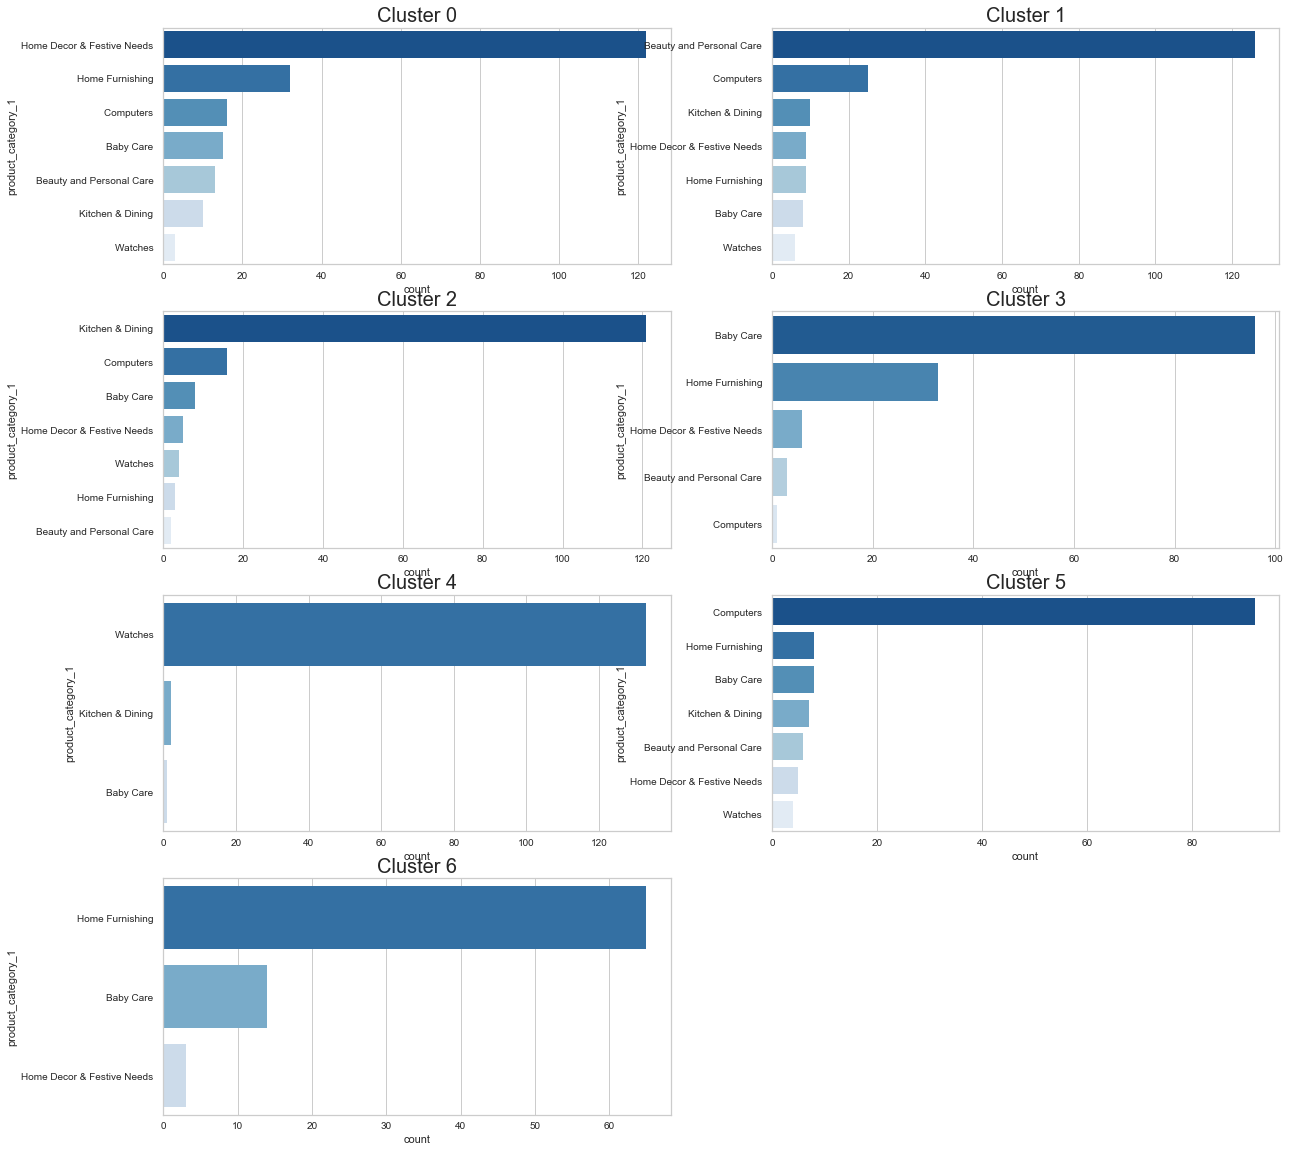 Cluster 0
product_category_1
Home Decor & Festive Needs
Home Furnishing
Computers
Baby Care
Beauty and Personal Care
Kitchen & Dining
Watches
0 20 40 60 80 100 120
count
Cluster 1
product_category_1
Beauty and Personal Care
Computers
Kitchen & Dining
Home Decor & Festive Needs
Home Furnishing
Baby Care
Watches
0 20 40 60 80 100 120
count
Cluster 2
product_category_1
Kitchen & Dining
Computers
Baby Care
Home Decor & Festive Needs
Watches
Home Furnishing
Beauty and Personal Care
0 20 40 60 80 100 120
count
Cluster 3
product_category_1
Baby Care
Home Furnishing
Home Decor & Festive Needs
Beauty and Personal Care
Computers
0 20 40 60 80 100
count
Cluster 4
product_category_1
Watches
Kitchen & Dining
Baby Care
0 20 40 60 80 100 120
count
Cluster 5
product_category_1
Computers
Home Furnishing
Baby Care
Kitchen & Dining
Beauty and Personal Care
Home Decor & Festive Needs
Watches
0 20 40 60 80
count
Cluster 6
product_category_1
Home Furnishing
Baby Care
Home Decor & Festive Needs
0 10 20 30 40 50 60
count